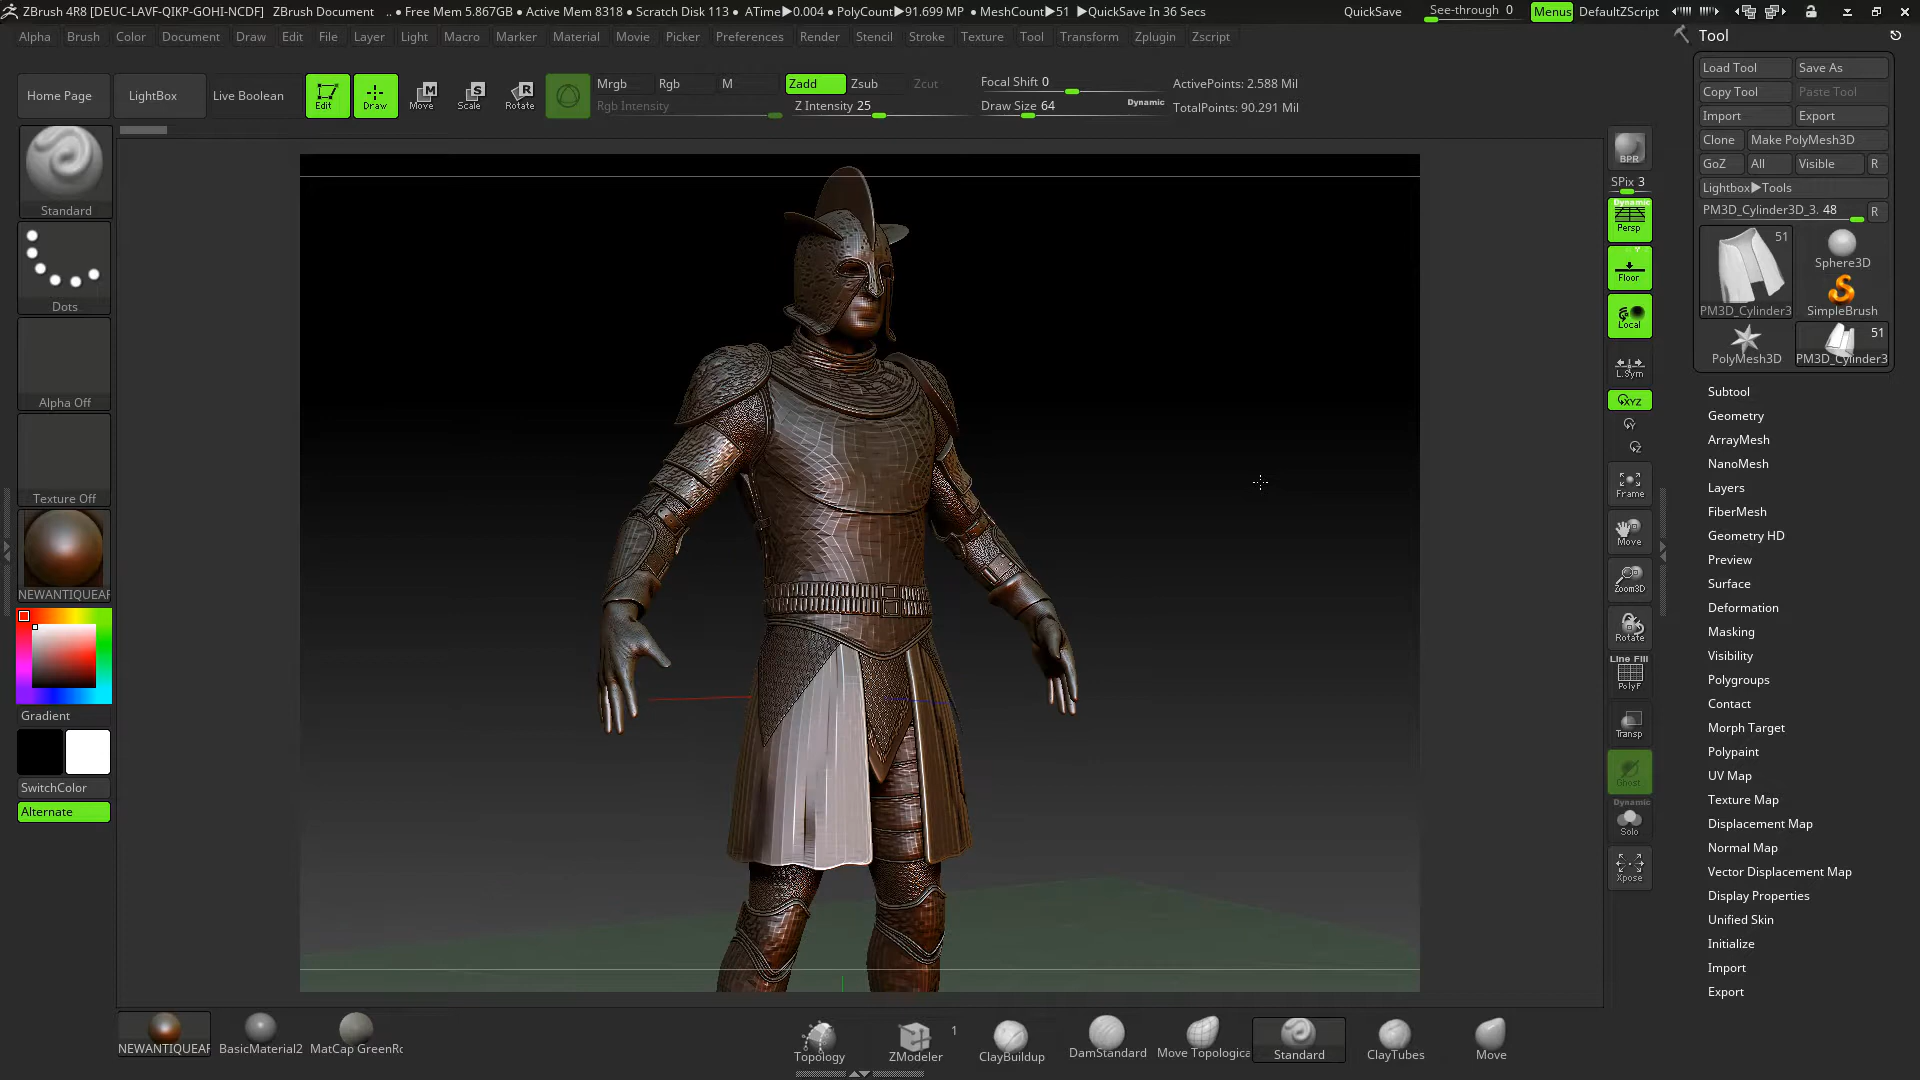 ZBrush 4R8 [DEUC-LAVF-QIKP-GOHI-NCDF] ZBrush Document .. ● Free Mem 5.867GB ● Active Mem 8318 ● Scratch Disk 113 ● ATime▶0.004 ● PolyCount▶91.699 MP ● MeshCount▶51 ▶QuickSave In 36 Secs QuickSave See-through 0 Menus DefaultZScript
Alpha Brush Color Document Draw Edit File Layer Light Macro Marker Material Movie Picker Preferences Render Stencil Stroke Texture Tool Transform Zplugin Zscript
Tool
Load Tool Save As
Copy Tool Paste Tool
Import Export
Clone Make PolyMesh3D
GoZ All Visible R
Lightbox▶Tools
PM3D_Cylinder3D_3. 48 R
51
Sphere3D
PM3D_Cylinder3 SimpleBrush
51
PolyMesh3D PM3D_Cylinder3
Home Page LightBox Live Boolean Edit Draw Move Scale Rotate
M S R
Mrgb Rgb M Zadd Zsub Zcut
Rgb Intensity Z Intensity 25
Focal Shift 0 ActivePoints: 2.588 Mil
Draw Size 64 Dynamic TotalPoints: 90.291 Mil
Standard
Dots
Alpha Off
Texture Off
NEWANTIQUEAR
Gradient
SwitchColor
Alternate
BPR
SPix 3
Dynamic
Persp
Floor
Local
L.Sym
XYZ
Y
Z
Frame
Move
Zoom3D
Rotate
Line Fill
PolyF
Transp
Ghost
Dynamic
Solo
Xpose
Subtool
Geometry
ArrayMesh
NanoMesh
Layers
FiberMesh
Geometry HD
Preview
Surface
Deformation
Masking
Visibility
Polygroups
Contact
Morph Target
Polypaint
UV Map
Texture Map
Displacement Map
Normal Map
Vector Displacement Map
Display Properties
Unified Skin
Initialize
Import
Export
NEWANTIQUEAR BasicMaterial2 MatCap GreenRo
1
Topology ZModeler ClayBuildup DamStandard Move Topologica Standard ClayTubes Move